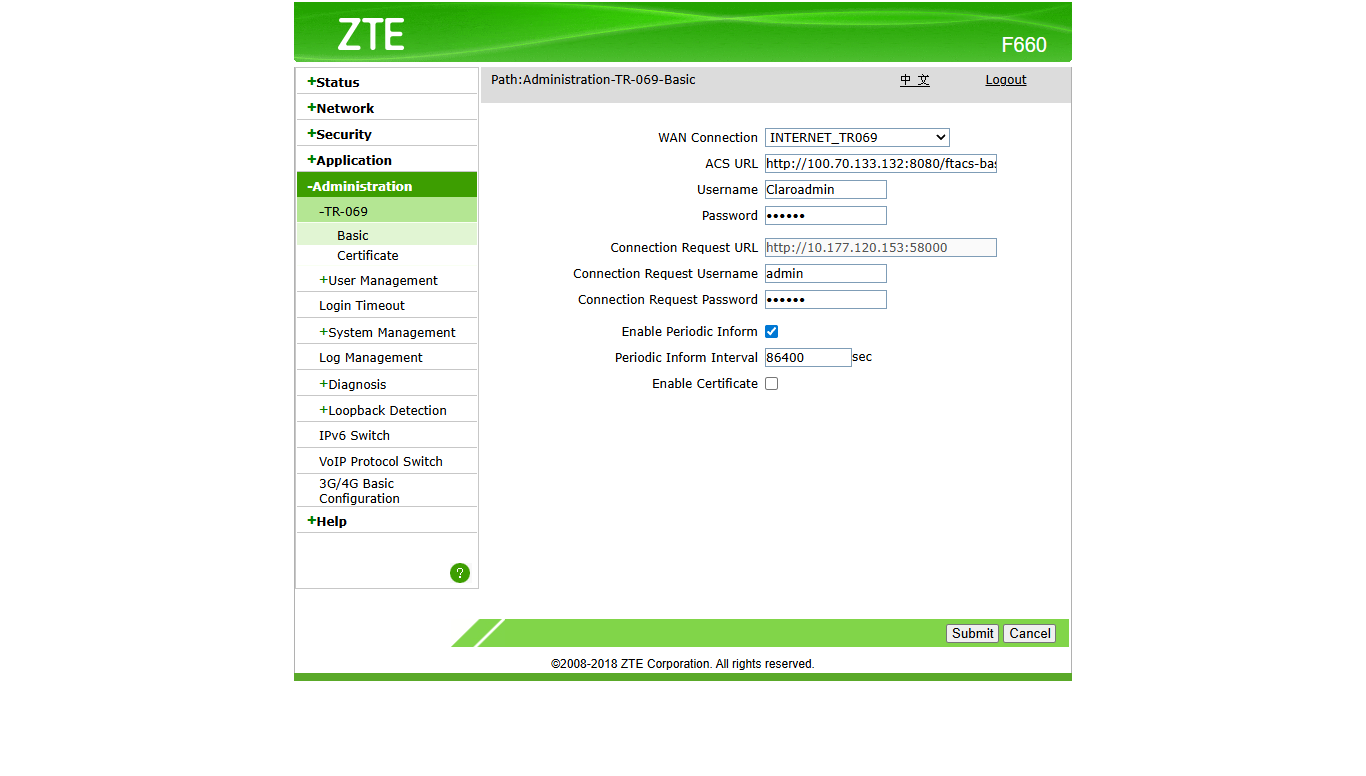 ZTE
F660
+Status
+Network
+Security
+Application
-Administration
-TR-069
Basic
Certificate
+User Management
Login Timeout
+System Management
Log Management
+Diagnosis
+Loopback Detection
IPv6 Switch
VoIP Protocol Switch
3G/4G Basic
Configuration
+Help
?
Path:Administration-TR-069-Basic 中 文 Logout
WAN Connection INTERNET_TR069
ACS URL http://100.70.133.132:8080/ftacs-bas
Username Claroadmin
Password ••••••
Connection Request URL http://10.177.120.153:58000
Connection Request Username admin
Connection Request Password ••••••
Enable Periodic Inform
Periodic Inform Interval 86400 sec
Enable Certificate
Submit Cancel
©2008-2018 ZTE Corporation. All rights reserved.